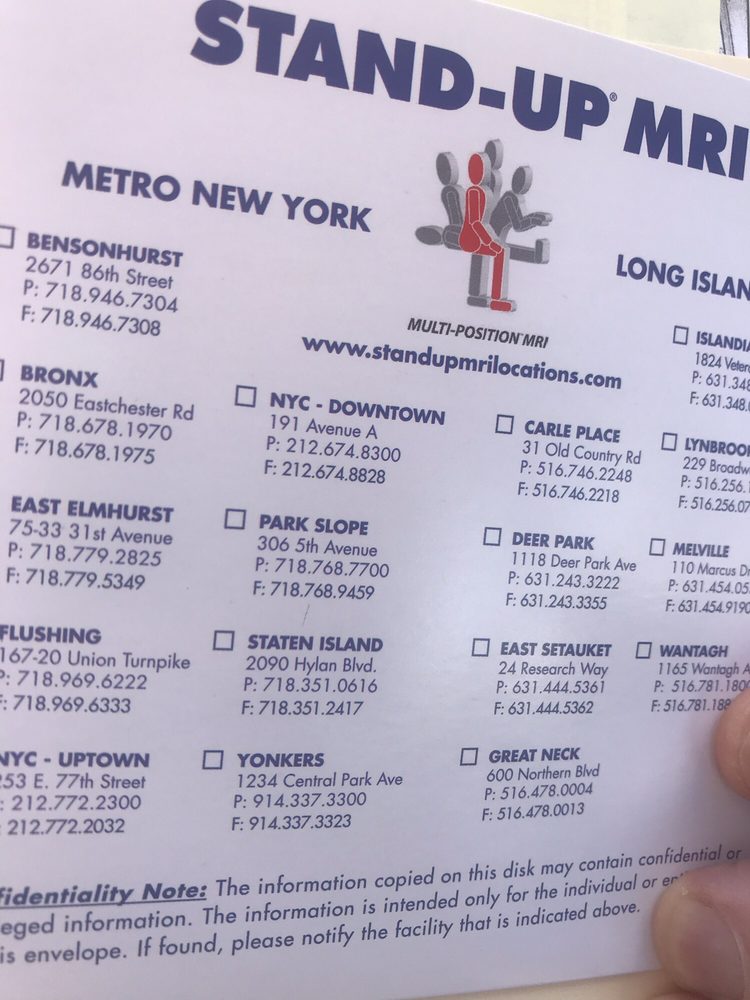 STAND-UP® MRI
METRO NEW YORK
BENSONHURST
2671 86th Street
P: 718.946.7304
F: 718.946.7308
BRONX
2050 Eastchester Rd
P: 718.678.1970
F: 718.678.1975
EAST ELMHURST
75-33 31st Avenue
P: 718.779.2825
F: 718.779.5349
FLUSHING
167-20 Union Turnpike
P: 718.969.6222
F: 718.969.6333
NYC - UPTOWN
253 E. 77th Street
: 212.772.2300
212.772.2032
MULTI-POSITION™MRI
www.standupmrilocations.com
NYC - DOWNTOWN
191 Avenue A
P: 212.674.8300
F: 212.674.8828
PARK SLOPE
306 5th Avenue
P: 718.768.7700
F: 718.768.9459
STATEN ISLAND
2090 Hylan Blvd.
P: 718.351.0616
F: 718.351.2417
YONKERS
1234 Central Park Ave
P: 914.337.3300
F: 914.337.3323
LONG ISLAN
CARLE PLACE
31 Old Country Rd
P: 516.746.2248
F: 516.746.2218
DEER PARK
1118 Deer Park Ave
P: 631.243.3222
F: 631.243.3355
EAST SETAUKET
24 Research Way
P: 631.444.5361
F: 631.444.5362
GREAT NECK
600 Northern Blvd
P: 516.478.0004
F: 516.478.0013
ISLANDIA
1824 Veter
P: 631.348
F: 631.348.
LYNBROOK
229 Broadw
P: 516.256.
F: 516.256.07
MELVILLE
110 Marcus Dr
P: 631.454.05
F: 631.454.9190
WANTAGH
1165 Wantagh A
P: 516.781.180
F: 516.781.188
fidentiality Note: The information copied on this disk may contain confidential or
eged information. The information is intended only for the individual or en
is envelope. If found, please notify the facility that is indicated above.